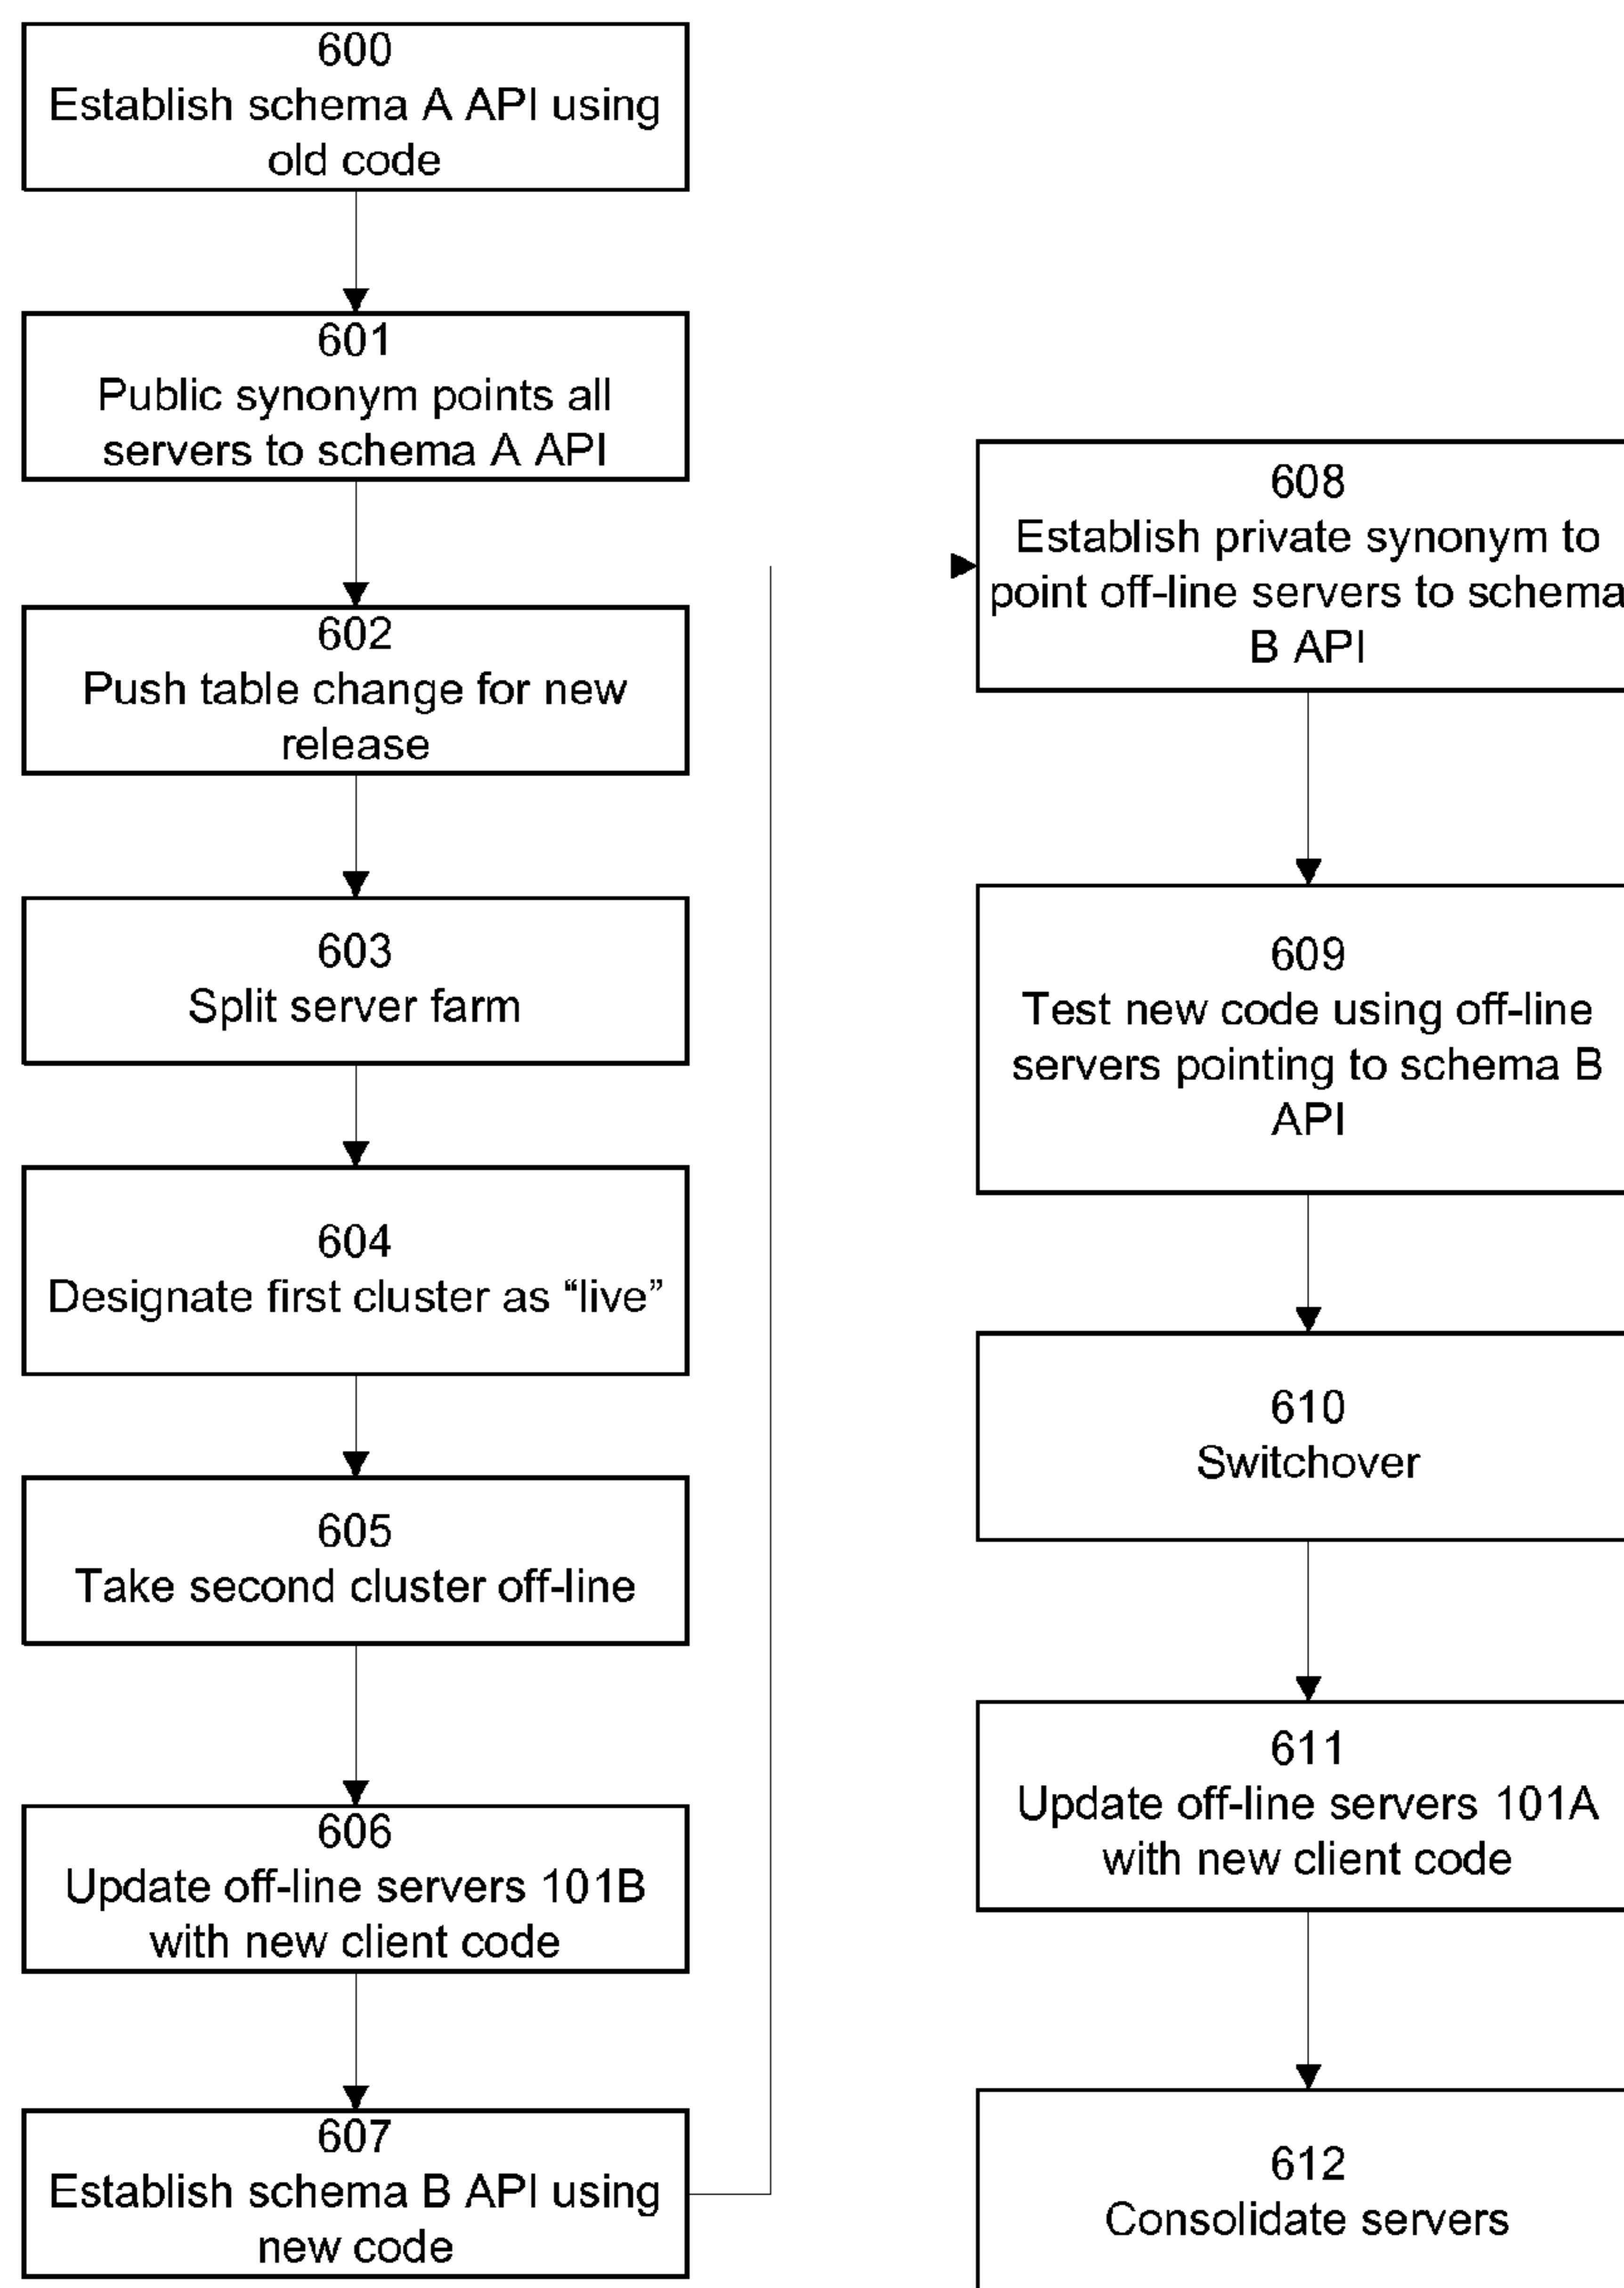 600
Establish schema A API using
old code
601
Public synonym points all
servers to schema A API
602
Push table change for new
release
603
Split server farm
604
Designate first cluster as “live”
605
Take second cluster off-line
606
Update off-line servers 101B
with new client code
607
Establish schema B API using
new code
608
Establish private synonym to
point off-line servers to schema
B API
609
Test new code using off-line
servers pointing to schema B
API
610
Switchover
611
Update off-line servers 101A
with new client code
612
Consolidate servers